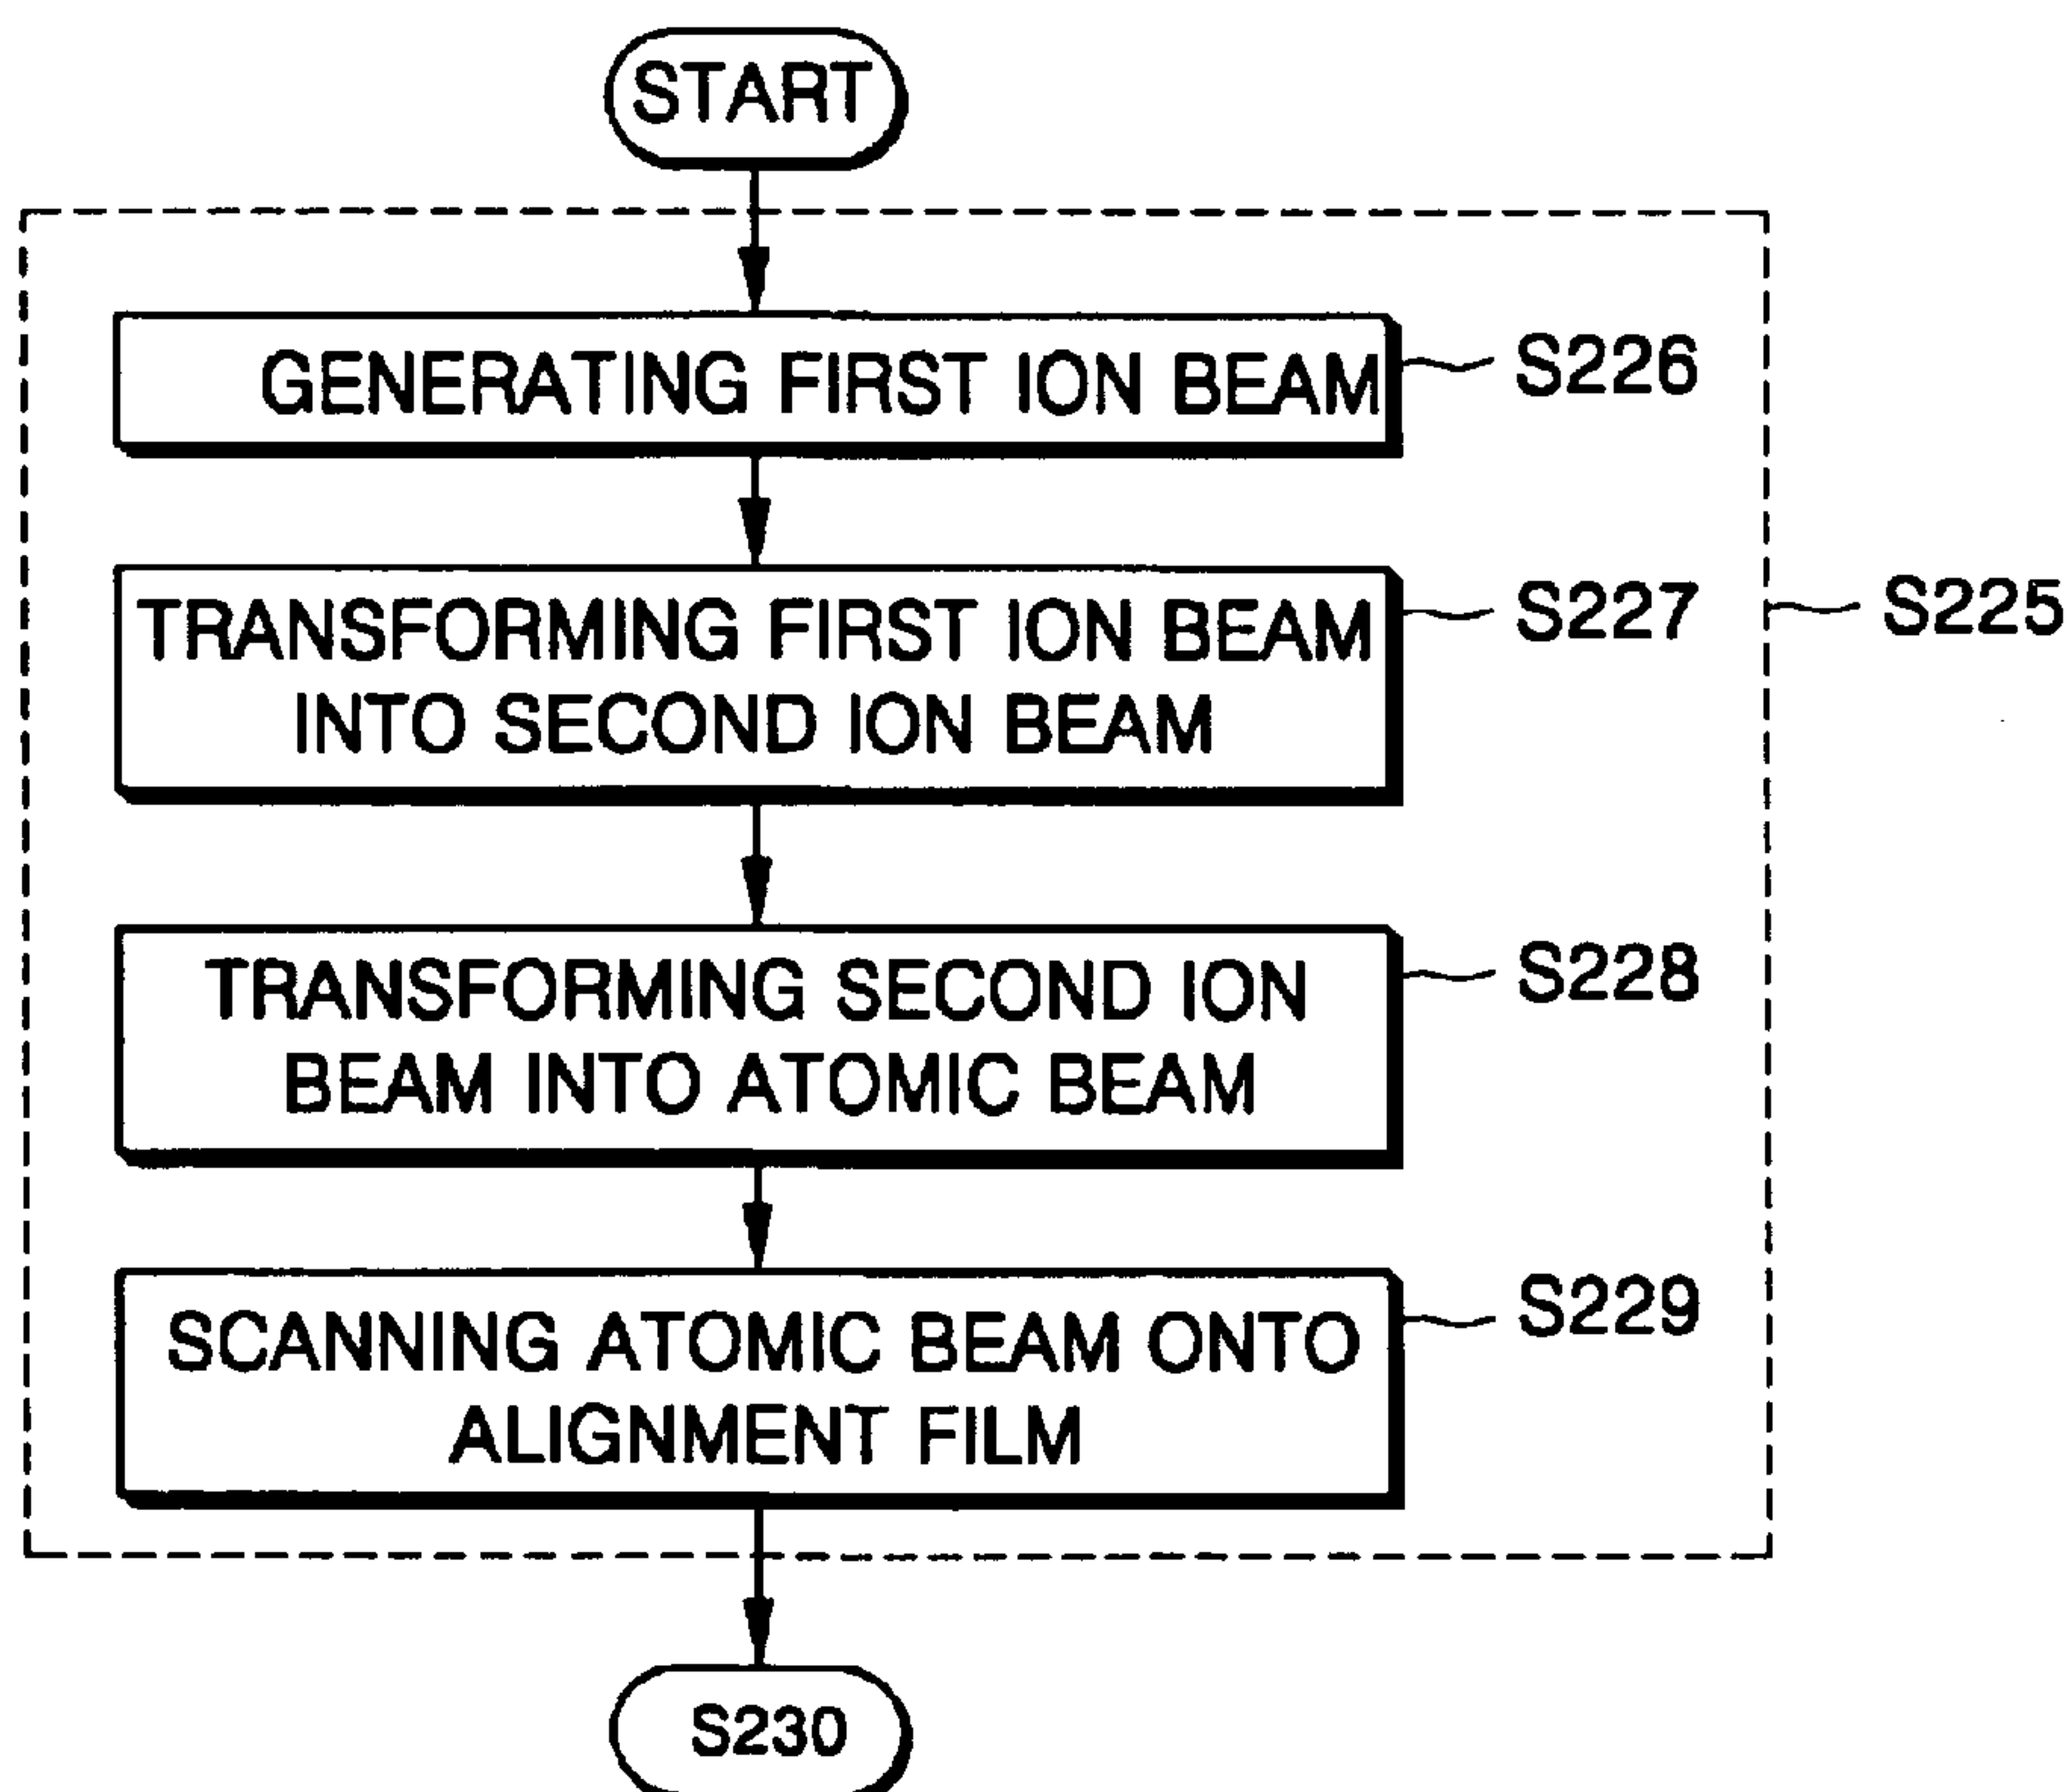 START
GENERATING FIRST ION BEAM
S226
TRANSFORMING FIRST ION BEAM
INTO SECOND ION BEAM
S227
S225
TRANSFORMING SECOND ION
BEAM INTO ATOMIC BEAM
S228
SCANNING ATOMIC BEAM ONTO
ALIGNMENT FILM
S229
S230